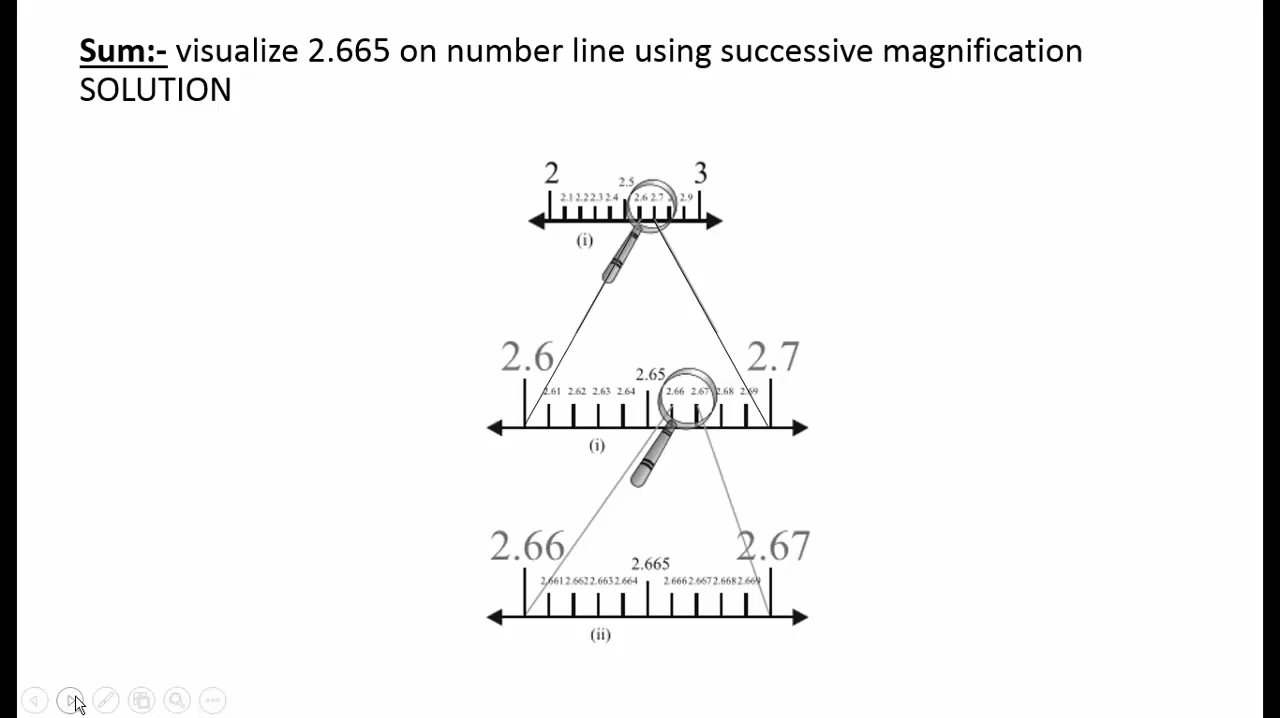 Sum:- visualize 2.665 on number line using successive magnification
SOLUTION
2 3
2.5
2.1 2.2 2.3 2.4 2.6 2.7 2.9
(i)
2.6 2.7
2.65
2.61 2.62 2.63 2.64 2.66 2.67 2.68 2.69
(i)
2.66 2.67
2.665
2.661 2.662 2.663 2.664 2.666 2.667 2.668 2.669
(ii)